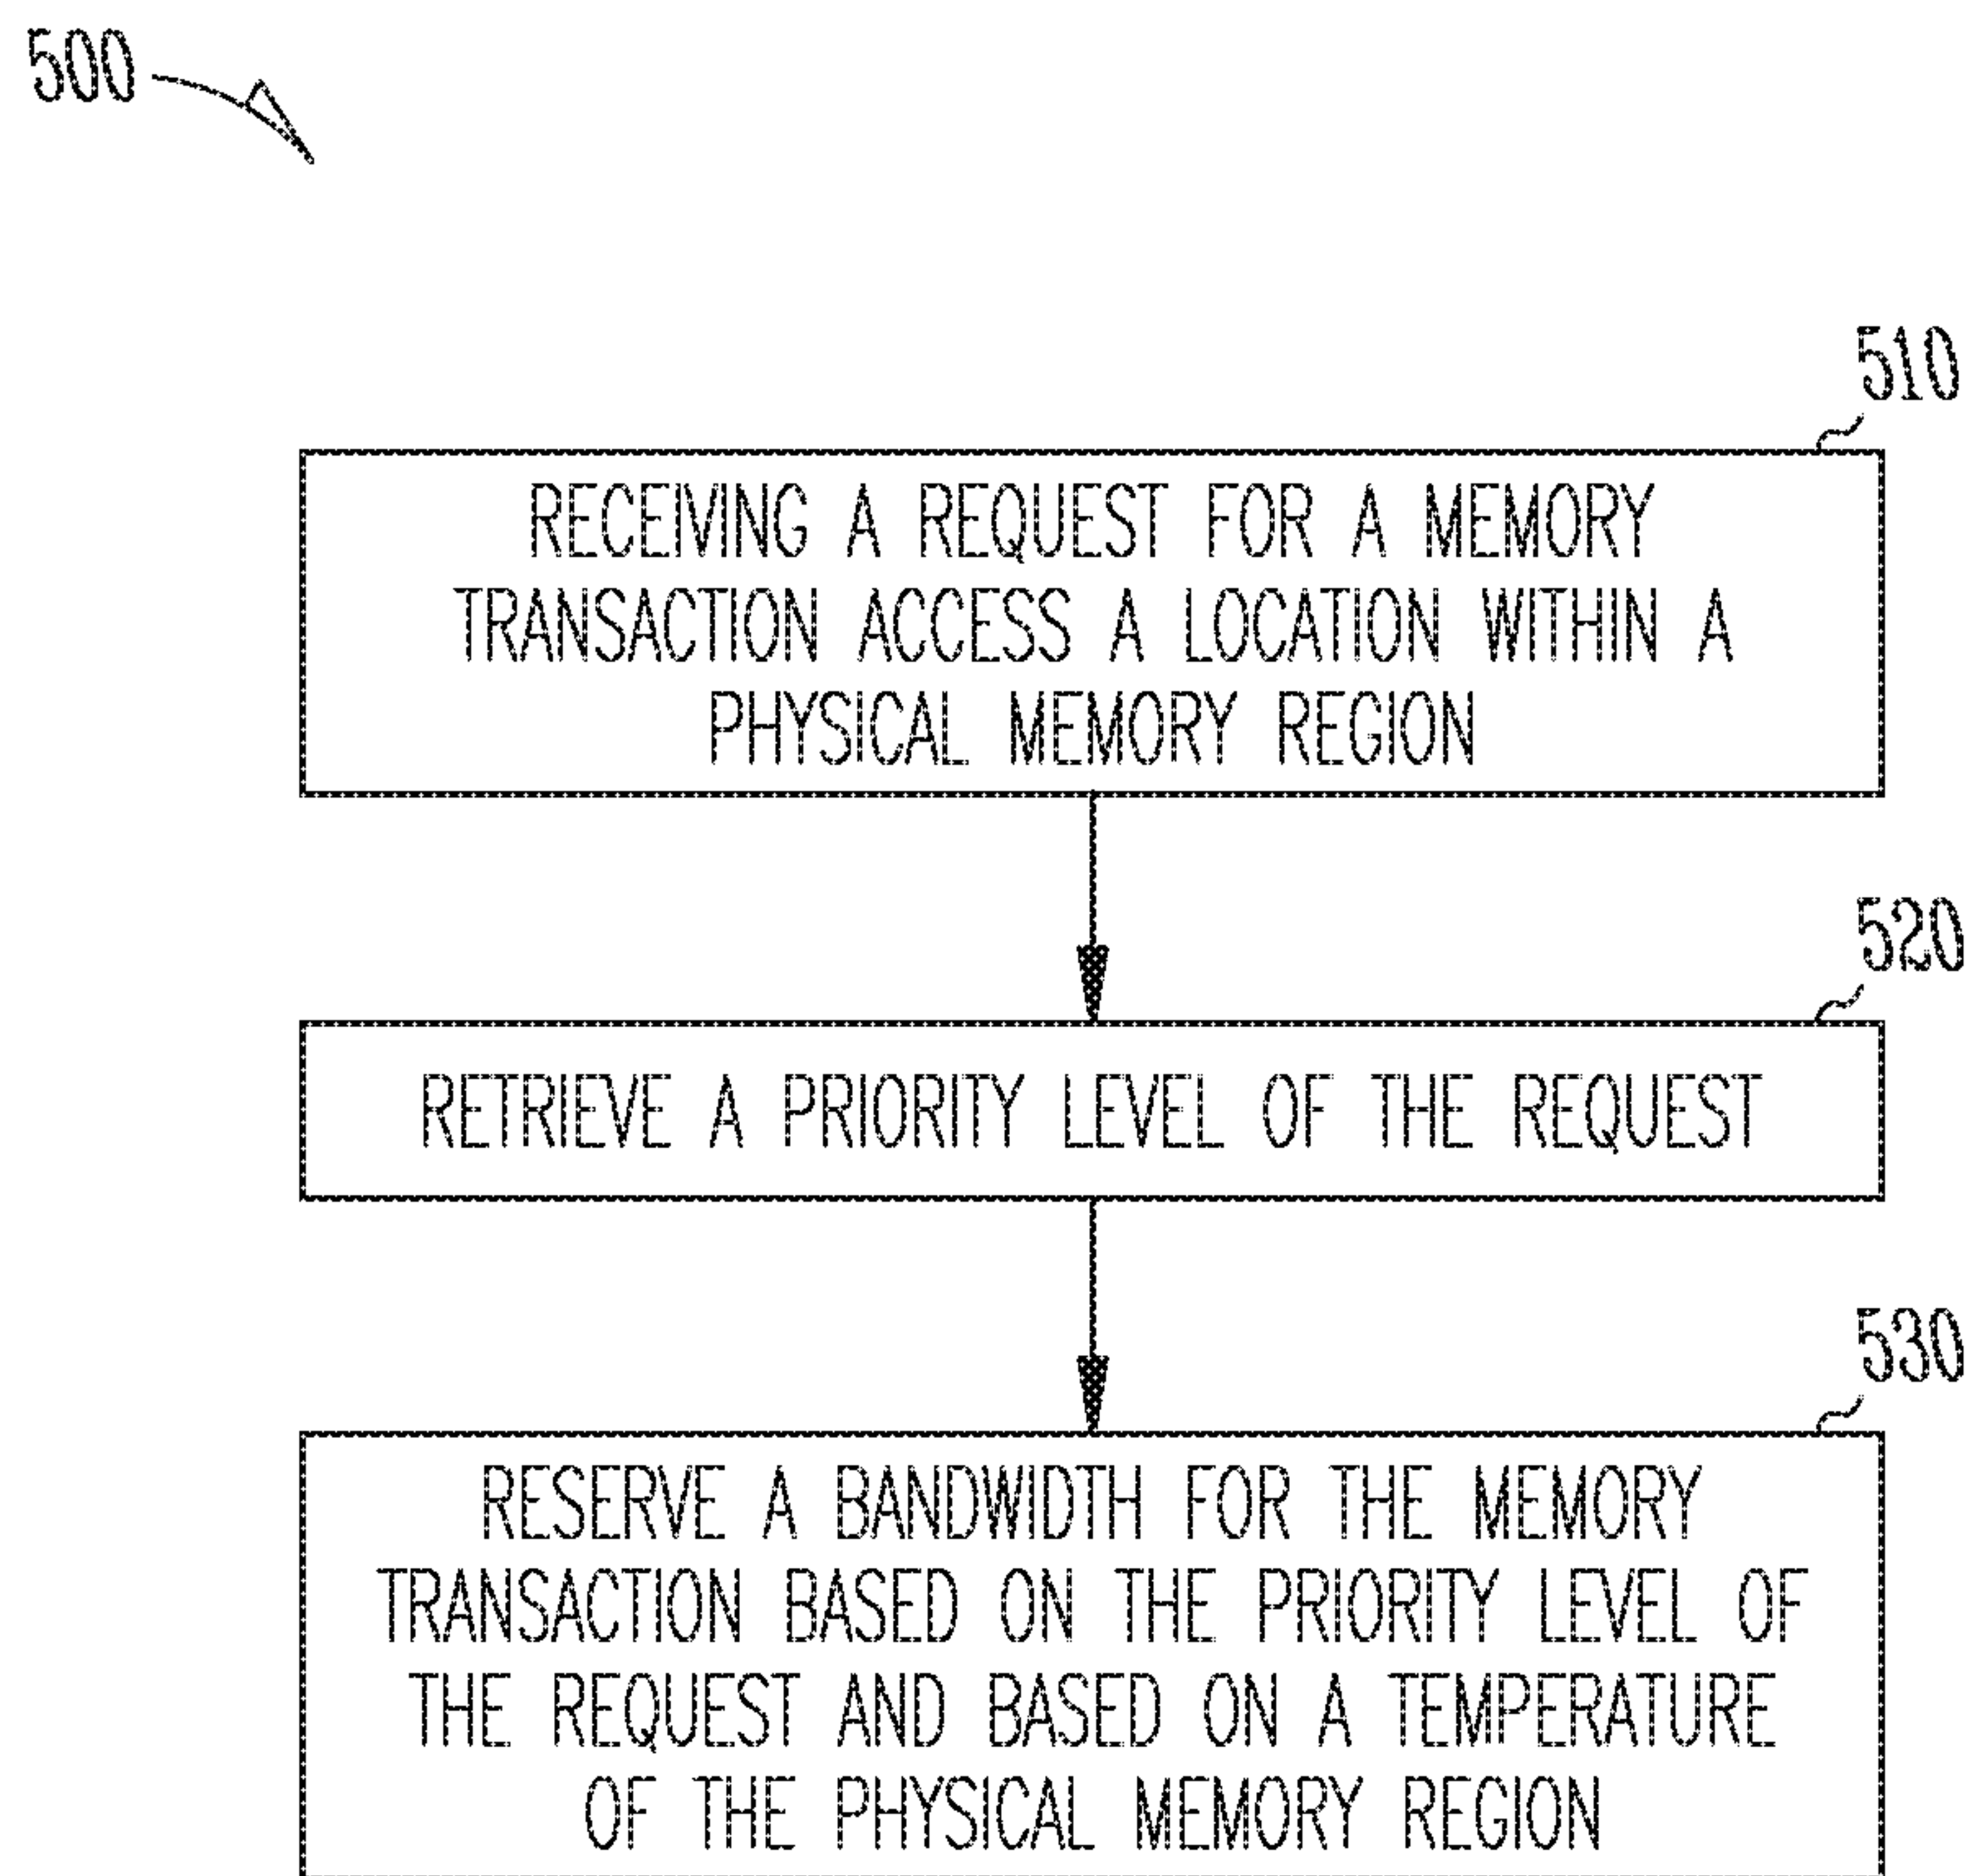 500
510
RECEIVING A REQUEST FOR A MEMORY
TRANSACTION ACCESS A LOCATION WITHIN A
PHYSICAL MEMORY REGION
520
RETRIEVE A PRIORITY LEVEL OF THE REQUEST
530
RESERVE A BANDWIDTH FOR THE MEMORY
TRANSACTION BASED ON THE PRIORITY LEVEL OF
THE REQUEST AND BASED ON A TEMPERATURE
OF THE PHYSICAL MEMORY REGION